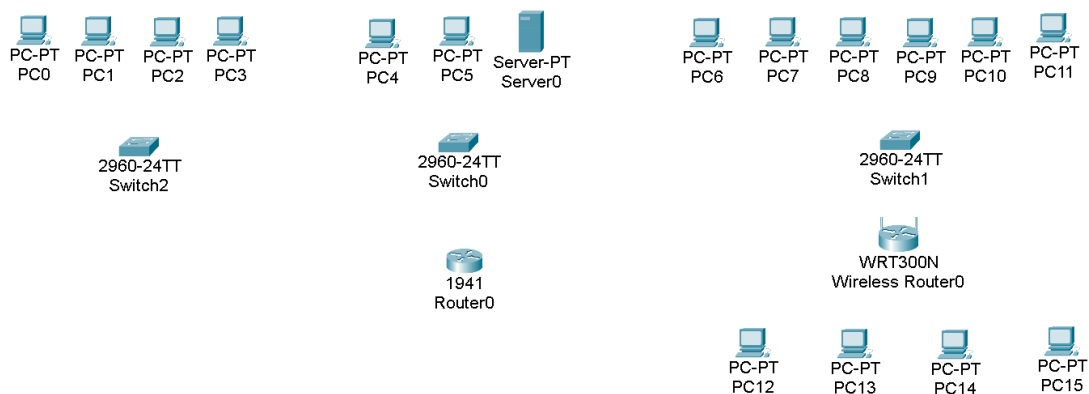 PC-PT
PC0
PC-PT
PC1
PC-PT
PC2
PC-PT
PC3
PC-PT
PC4
PC-PT
PC5
Server-PT
Server0
PC-PT
PC6
PC-PT
PC7
PC-PT
PC8
PC-PT
PC9
PC-PT
PC10
PC-PT
PC11
2960-24TT
Switch2
2960-24TT
Switch0
2960-24TT
Switch1
1941
Router0
WRT300N
Wireless Router0
PC-PT
PC12
PC-PT
PC13
PC-PT
PC14
PC-PT
PC15